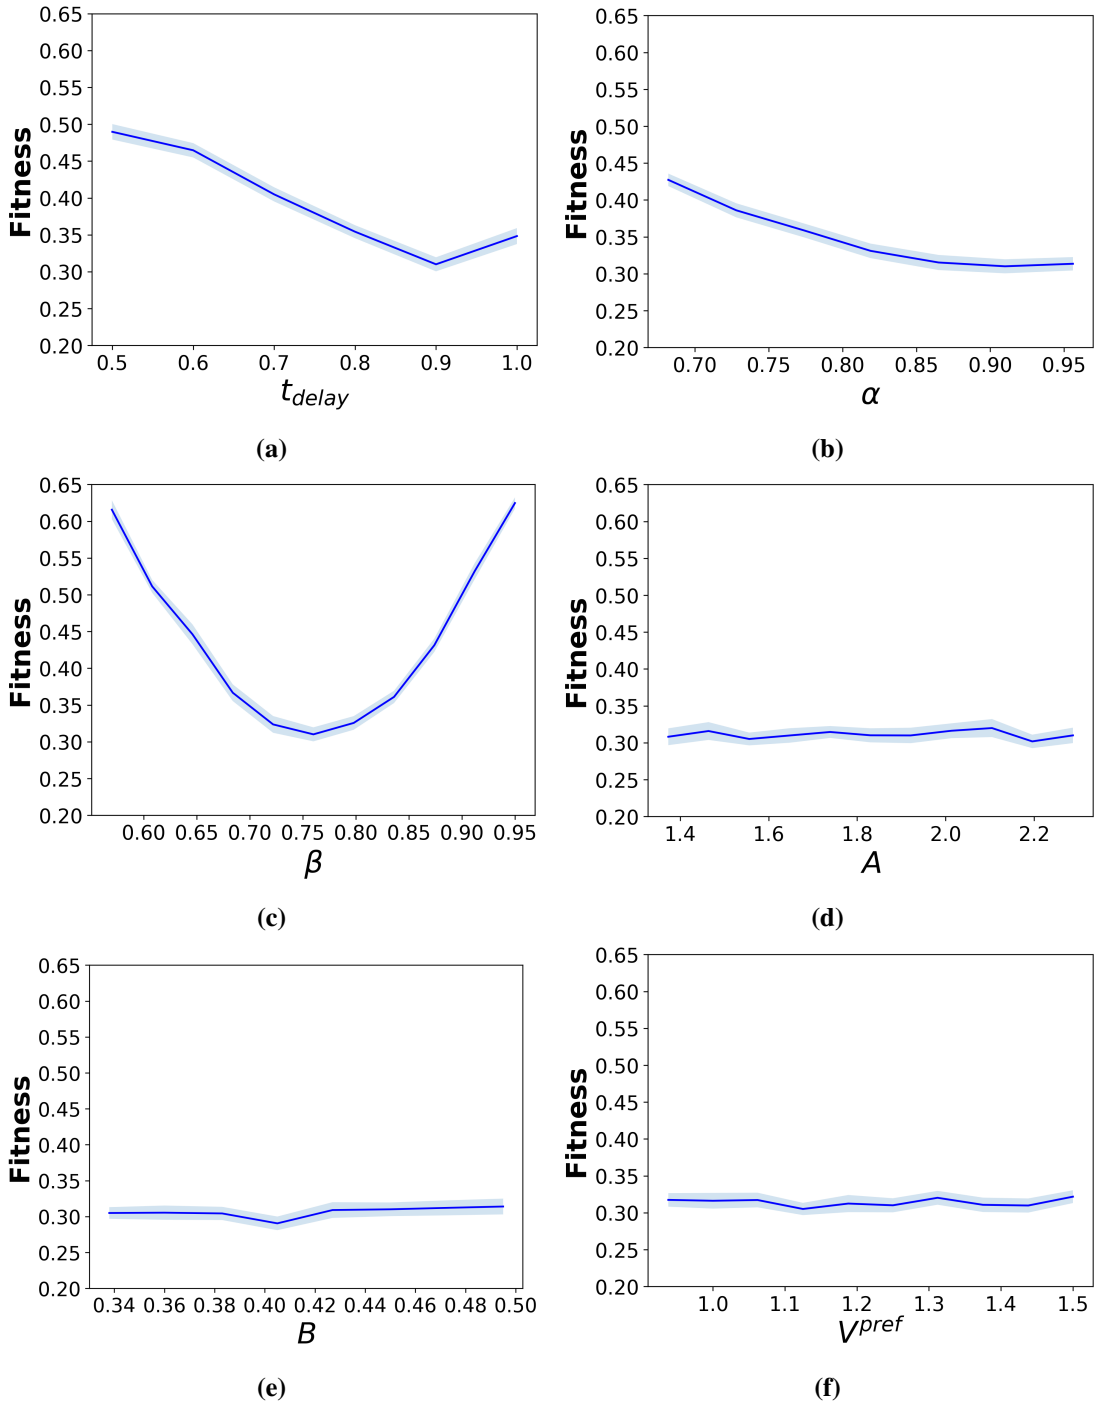 0.65
0.60
0.55
0.50
0.45
0.40
0.35
0.30
0.25
0.20
Fitness
0.5 0.6 0.7 0.8 0.9 1.0
t_delay
(a)
0.65
0.60
0.55
0.50
0.45
0.40
0.35
0.30
0.25
0.20
Fitness
0.70 0.75 0.80 0.85 0.90 0.95
α
(b)
0.65
0.60
0.55
0.50
0.45
0.40
0.35
0.30
0.25
0.20
Fitness
0.60 0.65 0.70 0.75 0.80 0.85 0.90 0.95
β
(c)
0.65
0.60
0.55
0.50
0.45
0.40
0.35
0.30
0.25
0.20
Fitness
1.4 1.6 1.8 2.0 2.2
A
(d)
0.65
0.60
0.55
0.50
0.45
0.40
0.35
0.30
0.25
0.20
Fitness
0.34 0.36 0.38 0.40 0.42 0.44 0.46 0.48 0.50
B
(e)
0.65
0.60
0.55
0.50
0.45
0.40
0.35
0.30
0.25
0.20
Fitness
1.0 1.1 1.2 1.3 1.4 1.5
V^pref
(f)